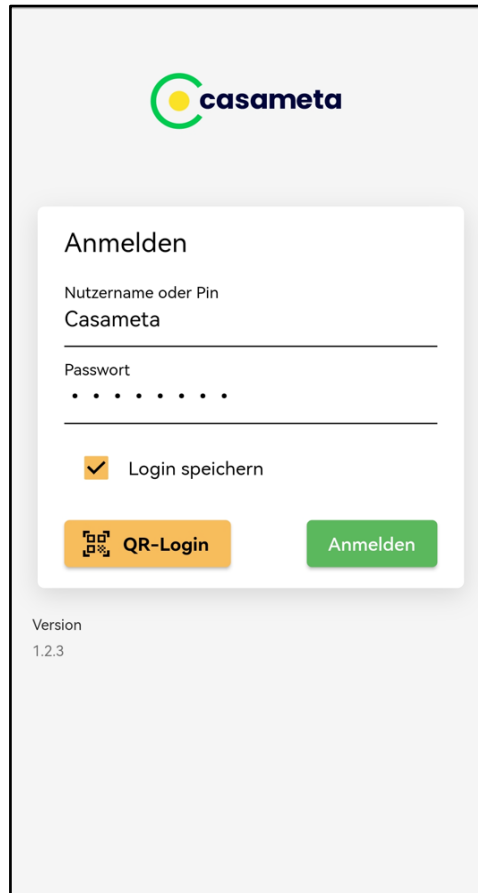 casameta
Anmelden
Nutzername oder Pin
Casameta
Passwort
• • • • • • • •
Login speichern
QR-Login
Anmelden
Version
1.2.3